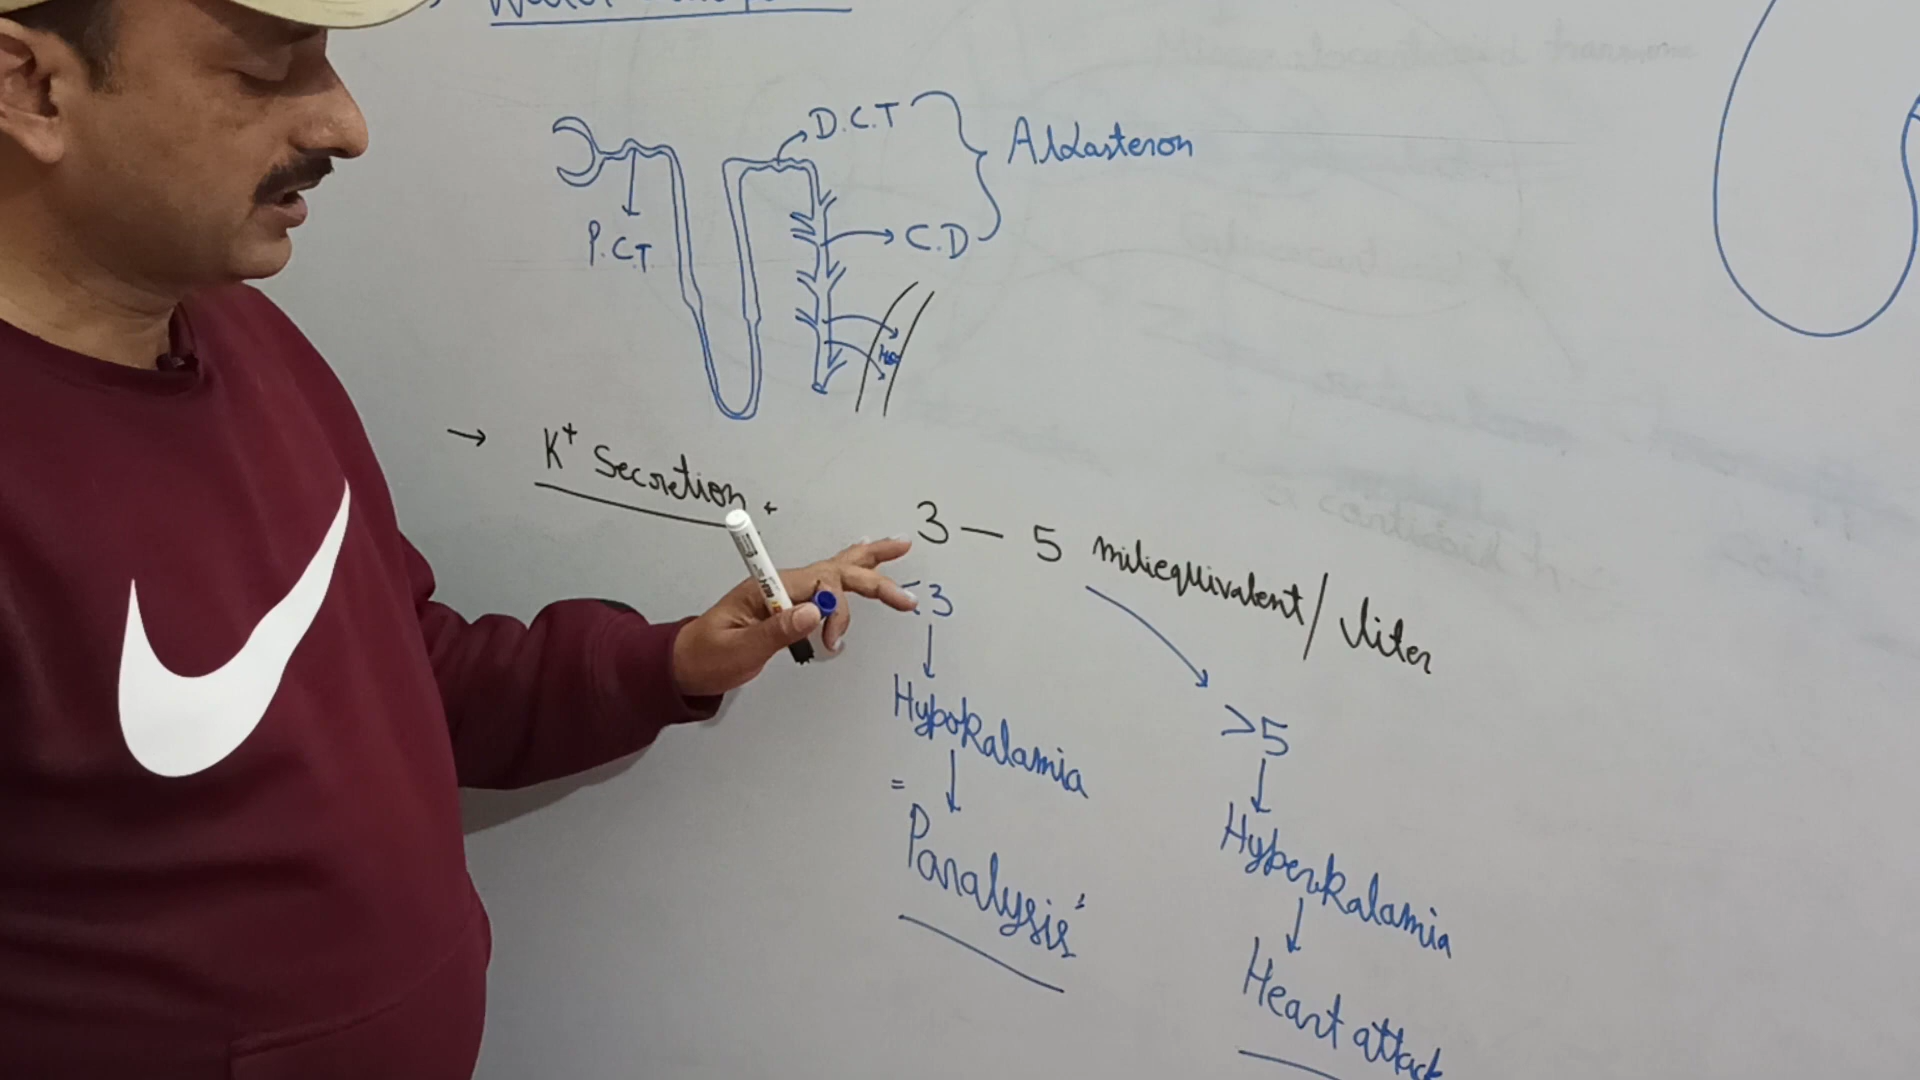 D.C.T
Aldasteron
P.C.T
C.D
→ K⁺ Secretion
3 — 5 miliequivalent / liter
<3
>5
Hypokalamia
Hyperkalamia
Paralysis
Heart attack